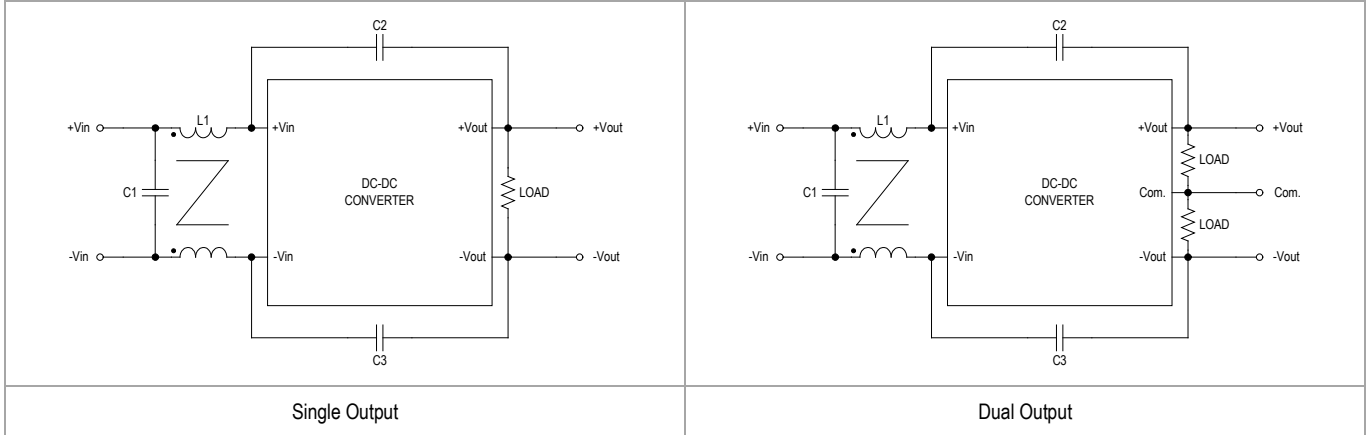 C2
+Vin
L1
+Vin
+Vout
+Vout
C1
DC-DC
CONVERTER
LOAD
-Vin
-Vin
-Vout
-Vout
C3
Single Output
C2
+Vin
L1
+Vin
+Vout
+Vout
LOAD
C1
DC-DC
CONVERTER
Com.
Com.
LOAD
-Vin
-Vin
-Vout
-Vout
C3
Dual Output